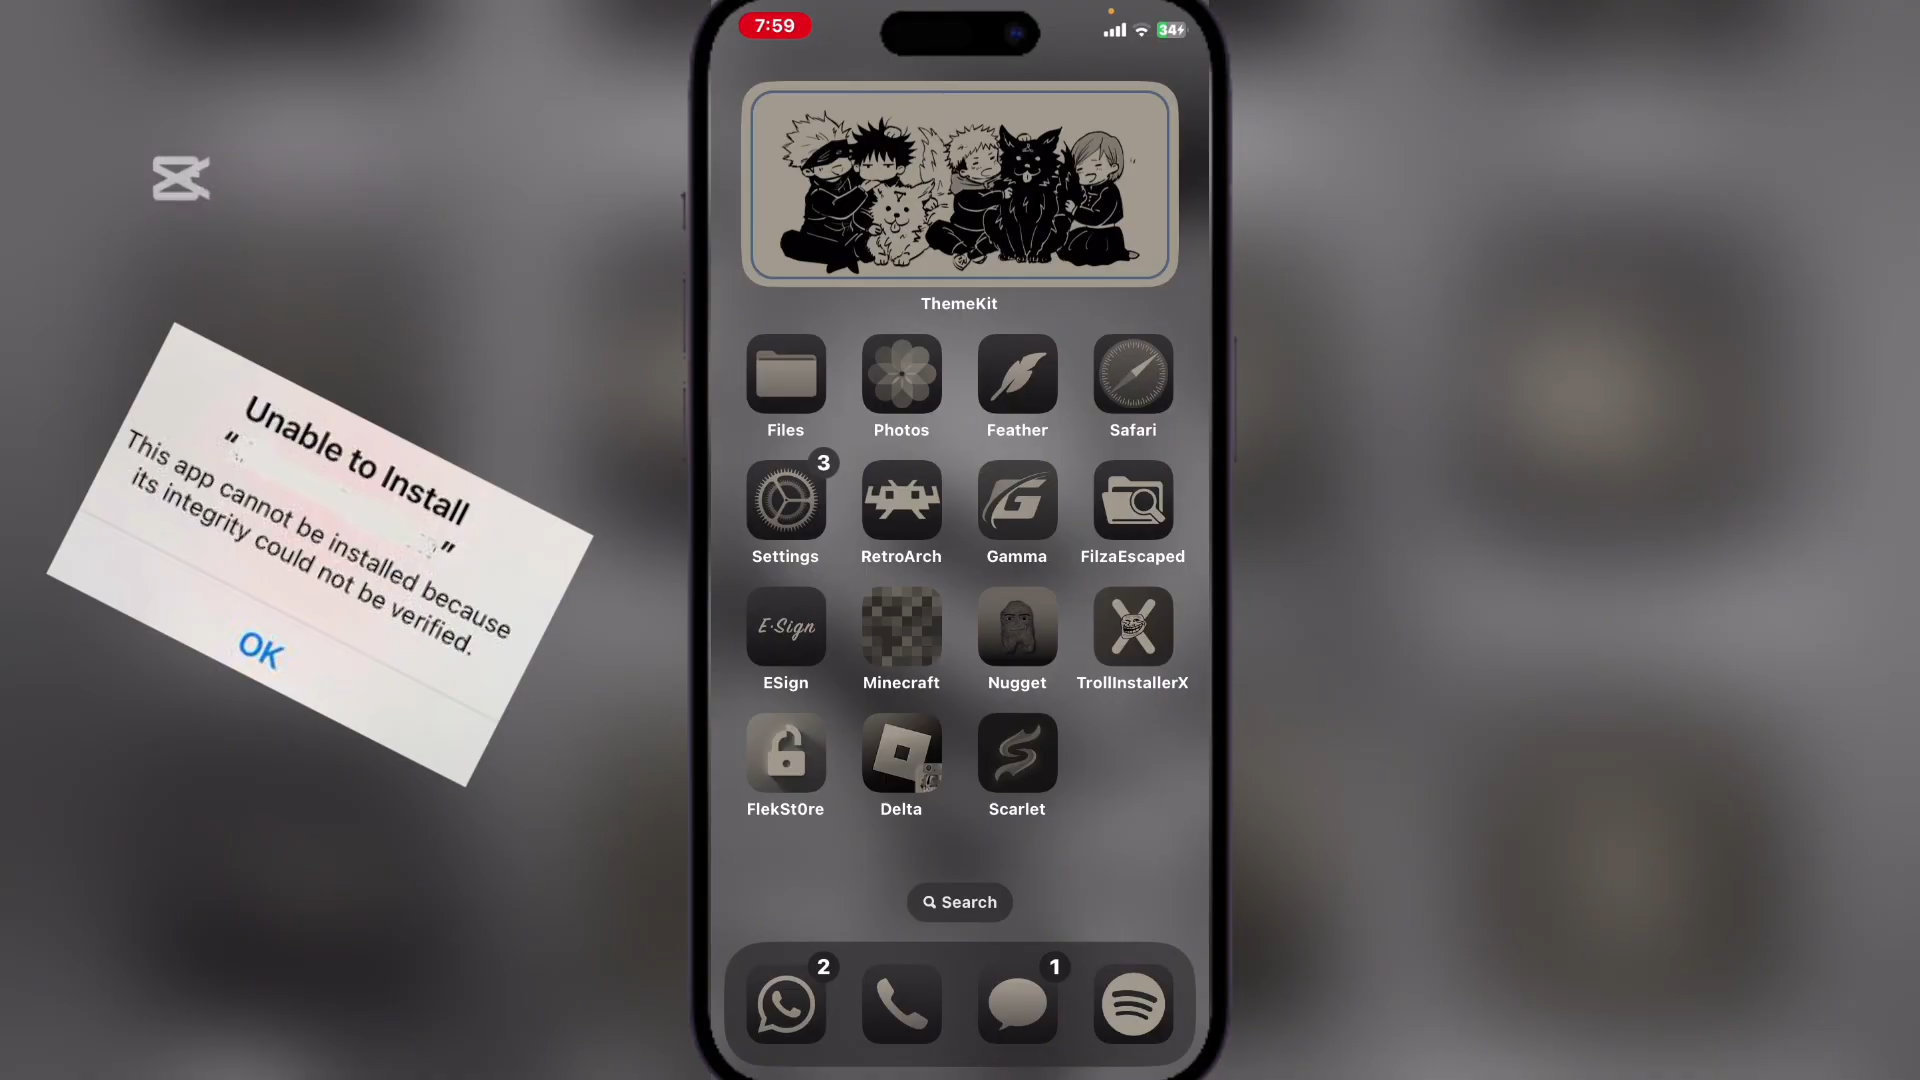 7:59
34
ThemeKit
Files
Photos
Feather
Safari
3
Settings
RetroArch
Gamma
FilzaEscaped
E·Sign
ESign
Minecraft
Nugget
TrollInstallerX
FlekSt0re
Delta
Scarlet
Search
2
1
Unable to Install
“ ”
This app cannot be installed because
its integrity could not be verified.
OK